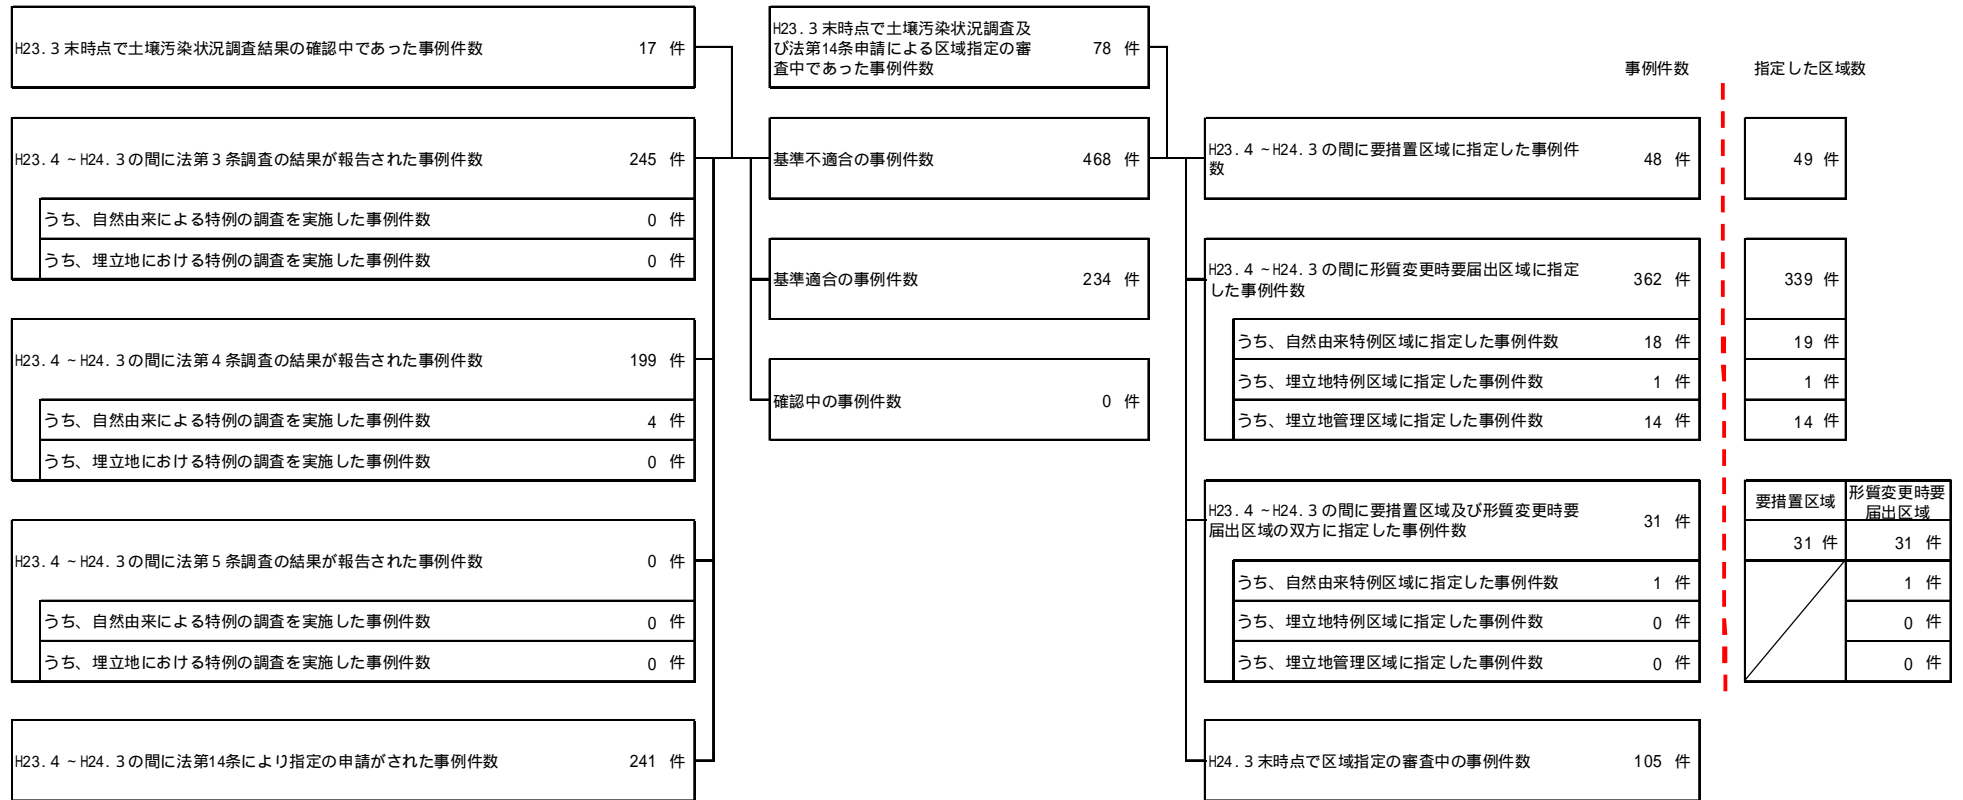 H23.3末時点で土壌汚染状況調査結果の確認中であった事例件数 17 件
H23.4~H24.3の間に法第3条調査の結果が報告された事例件数 245 件
うち、自然由来による特例の調査を実施した事例件数 0 件
うち、埋立地における特例の調査を実施した事例件数 0 件
H23.4~H24.3の間に法第4条調査の結果が報告された事例件数 199 件
うち、自然由来による特例の調査を実施した事例件数 4 件
うち、埋立地における特例の調査を実施した事例件数 0 件
H23.4~H24.3の間に法第5条調査の結果が報告された事例件数 0 件
うち、自然由来による特例の調査を実施した事例件数 0 件
うち、埋立地における特例の調査を実施した事例件数 0 件
H23.4~H24.3の間に法第14条により指定の申請がされた事例件数 241 件
H23.3末時点で土壌汚染状況調査及
び法第14条申請による区域指定の審 78 件
査中であった事例件数
基準不適合の事例件数 468 件
基準適合の事例件数 234 件
確認中の事例件数 0 件
事例件数 指定した区域数
H23.4~H24.3の間に要措置区域に指定した事例件
数 48 件 49 件
H23.4~H24.3の間に形質変更時要届出区域に指定
した事例件数 362 件 339 件
うち、自然由来特例区域に指定した事例件数 18 件 19 件
うち、埋立地特例区域に指定した事例件数 1 件 1 件
うち、埋立地管理区域に指定した事例件数 14 件 14 件
H23.4~H24.3の間に要措置区域及び形質変更時要
届出区域の双方に指定した事例件数 31 件
要措置区域 形質変更時要
届出区域
31 件 31 件
うち、自然由来特例区域に指定した事例件数 1 件 1 件
うち、埋立地特例区域に指定した事例件数 0 件 0 件
うち、埋立地管理区域に指定した事例件数 0 件 0 件
H24.3末時点で区域指定の審査中の事例件数 105 件